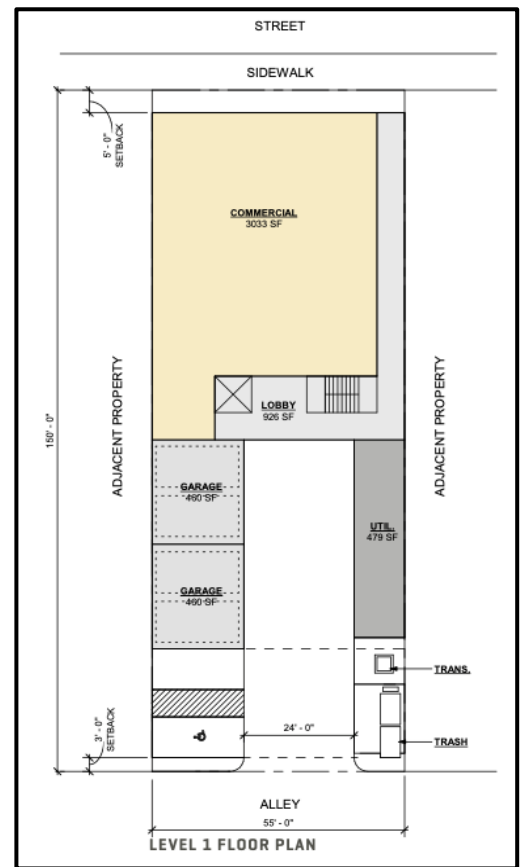 STREET
SIDEWALK
5' - 0"
SETBACK
COMMERCIAL
3033 SF
ADJACENT PROPERTY
ADJACENT PROPERTY
150' - 0"
LOBBY
926 SF
GARAGE
460 SF
UTIL.
479 SF
GARAGE
460 SF
TRANS.
3' - 0"
SETBACK
24' - 0"
TRASH
ALLEY
55' - 0"
LEVEL 1 FLOOR PLAN